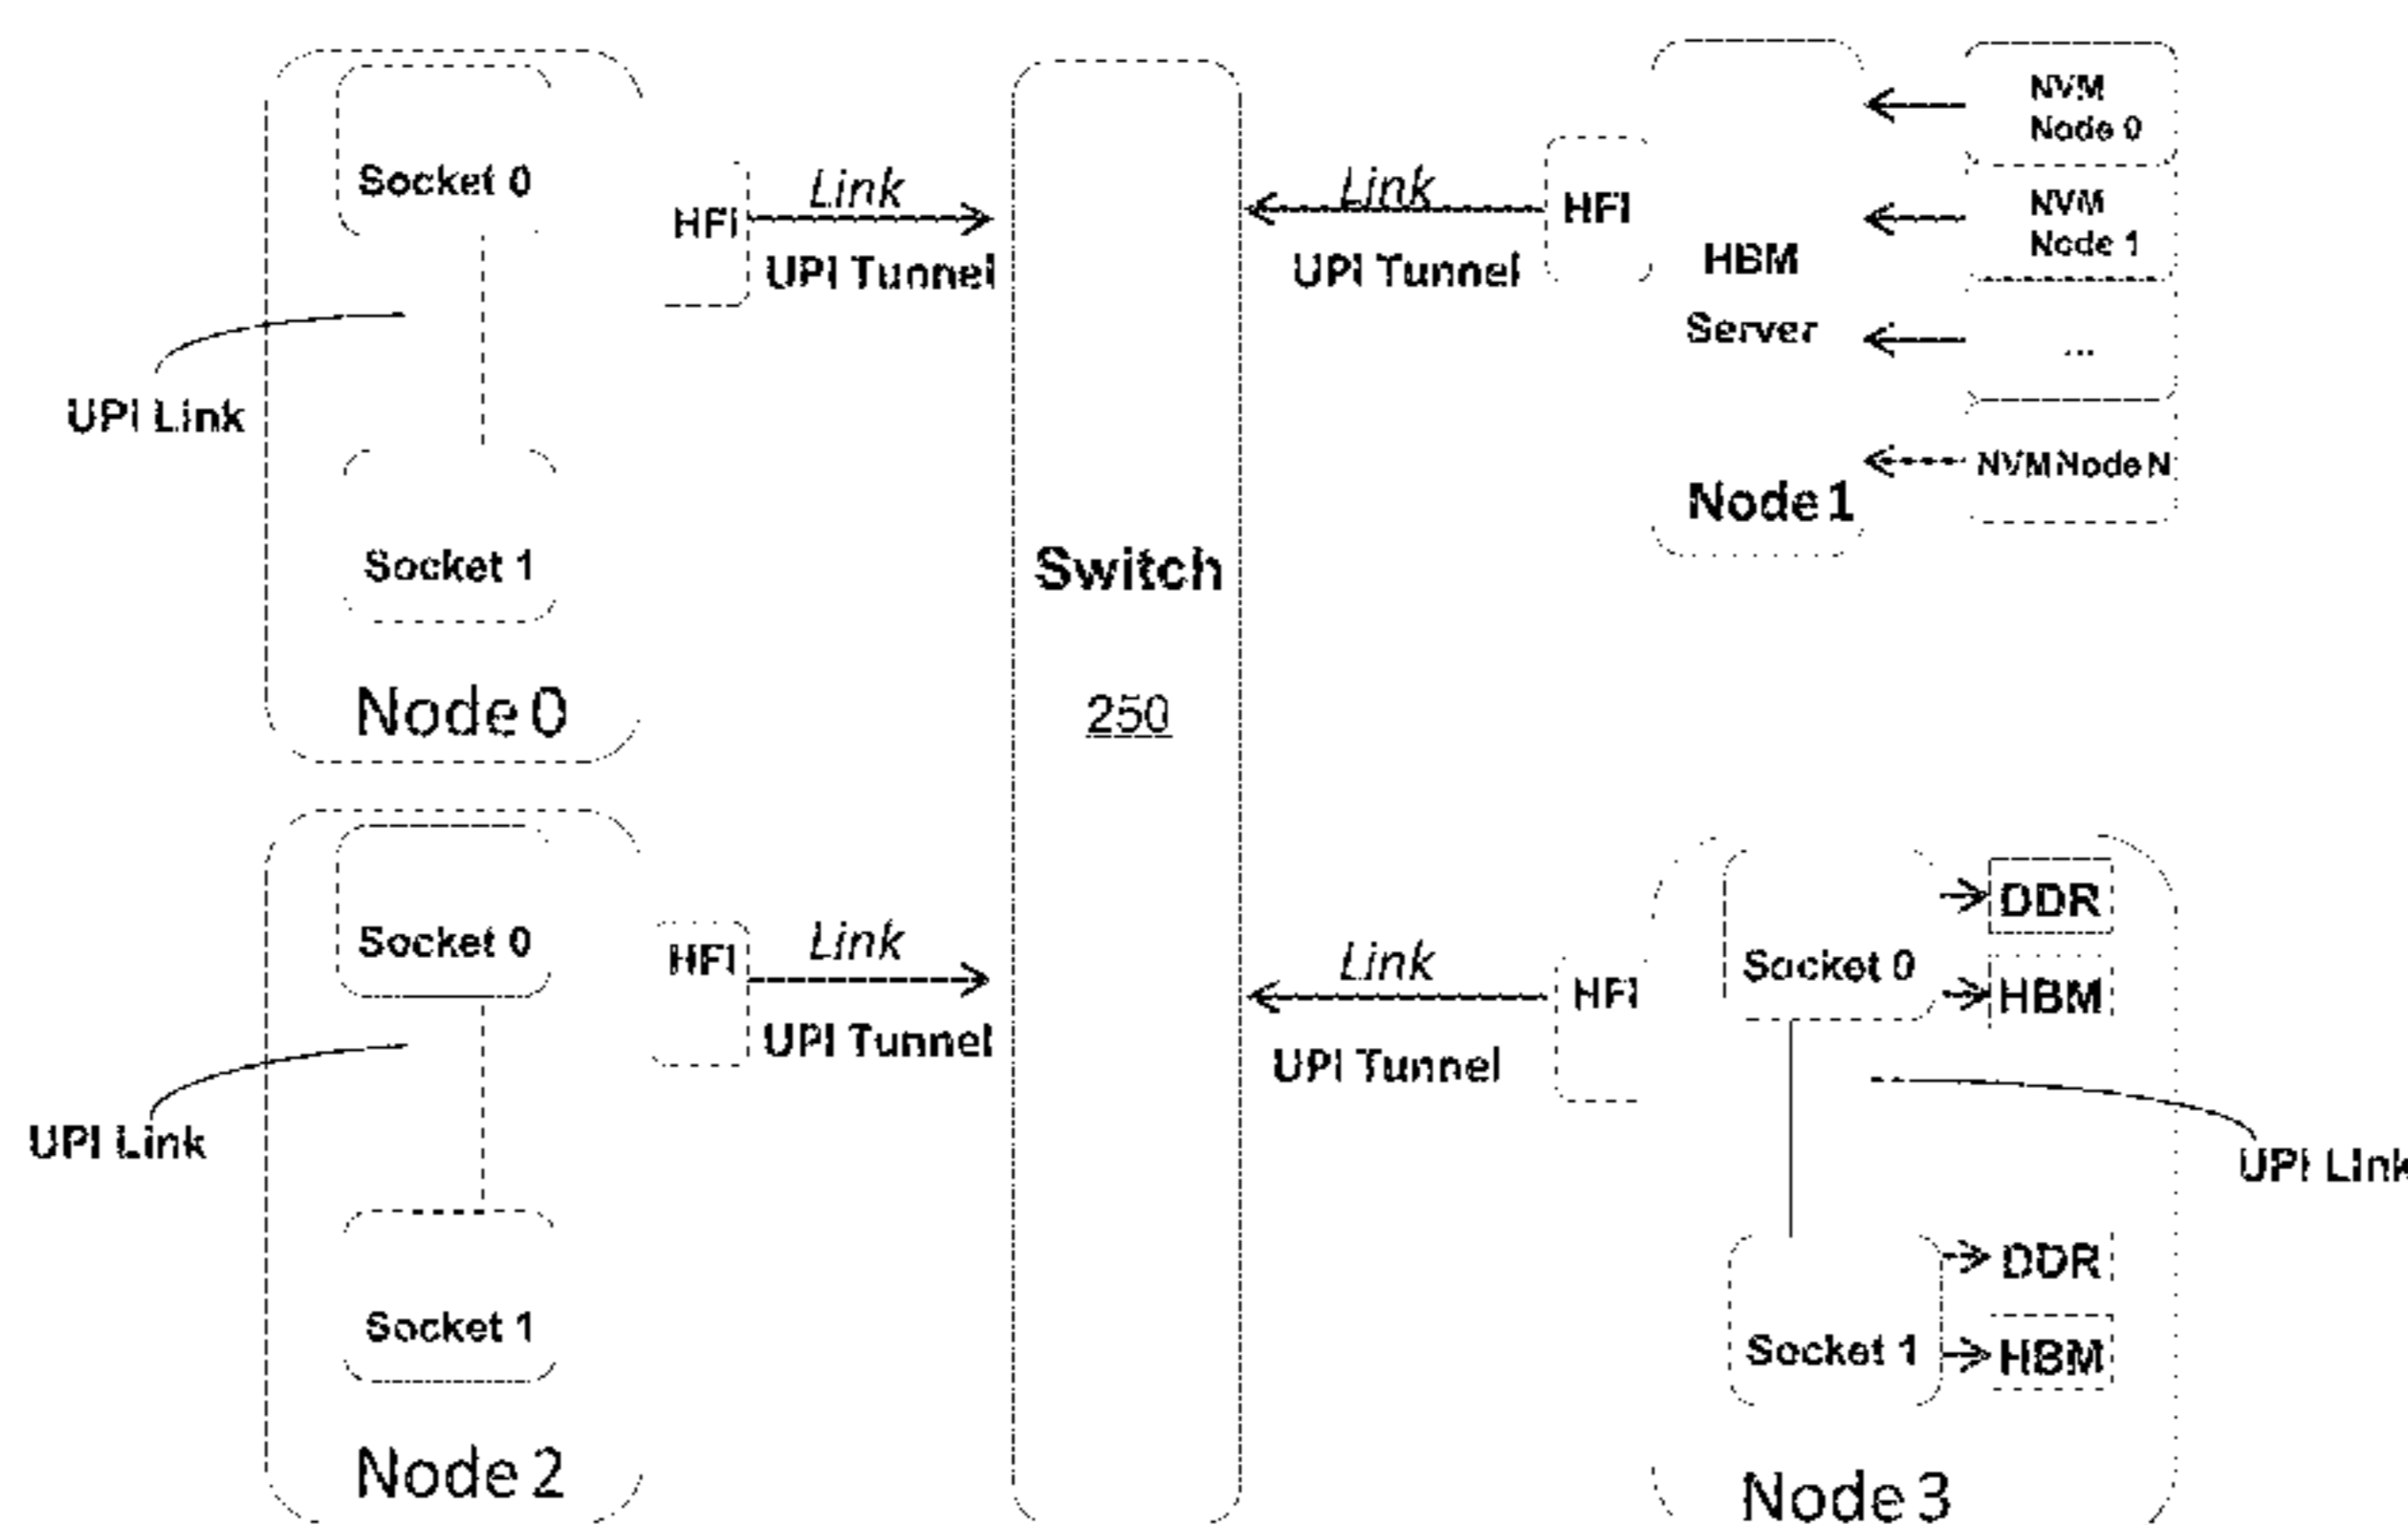 Socket 0
HFI
Link
UPI Tunnel
UPI Link
Socket 1
Node 0
Switch
250
Link
UPI Tunnel
HFI
HBM
Server
Node 1
NVM
Node 0
NVM
Node 1
...
NVM Node N
Socket 0
HFI
Link
UPI Tunnel
UPI Link
Socket 1
Node 2
Link
UPI Tunnel
HFI
Socket 0
DDR
HBM
UPI Link
Socket 1
DDR
HBM
Node 3